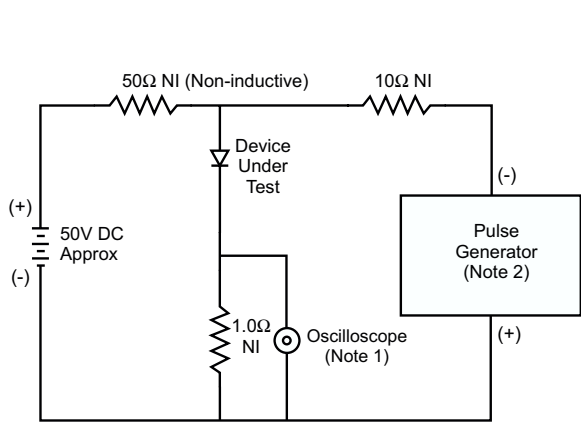 50Ω NI (Non-inductive)
10Ω NI
Device
Under
Test
(+)
50V DC
Approx
(-)
(-)
Pulse
Generator
(Note 2)
(+)
1.0Ω
NI
Oscilloscope
(Note 1)